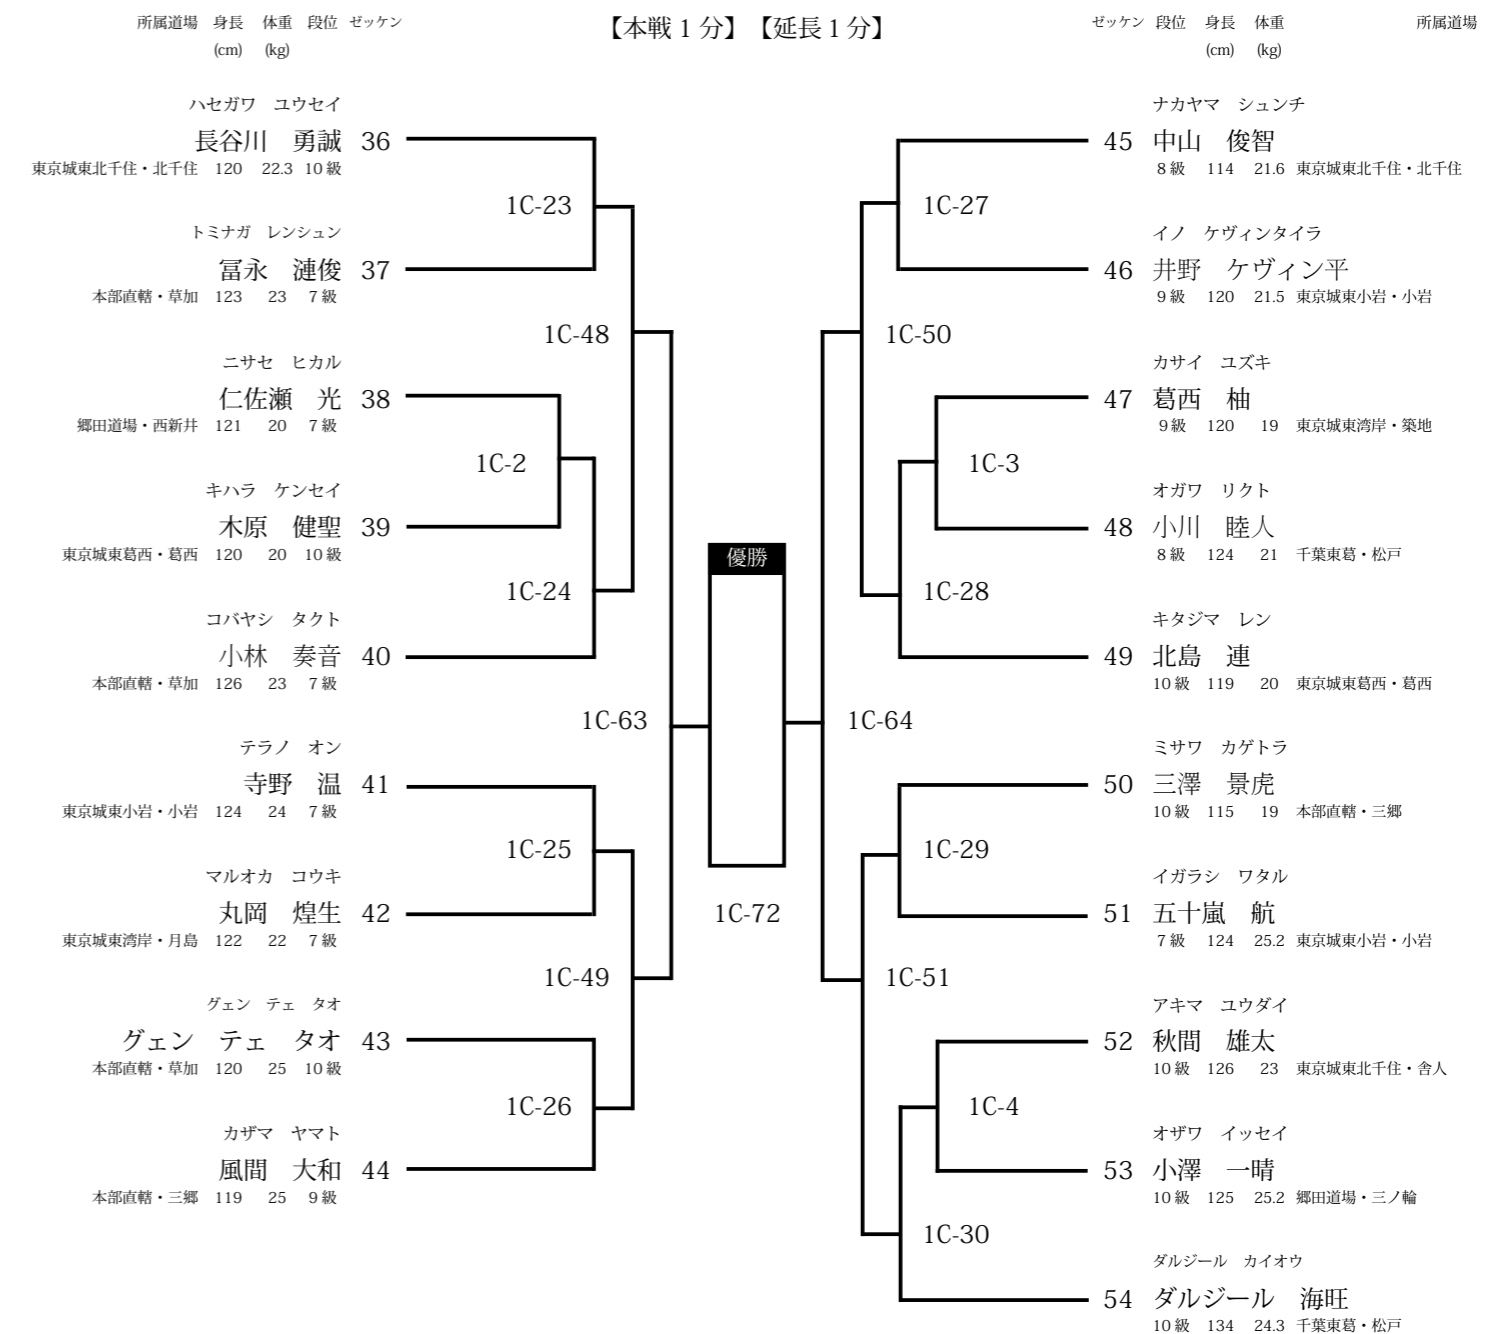 所属道場 身長 体重 段位 ゼッケン
(cm) (kg)
【本戦 1 分】【延長 1 分】
ゼッケン 段位 身長 体重 所属道場
(cm) (kg)
ハセガワ ユウセイ
長谷川 勇誠 36
東京城東北千住・北千住 120 22.3 10 級
1C-23
トミナガ レンシュン
冨永 漣俊 37
本部直轄・草加 123 23 7 級
1C-48
ニサセ ヒカル
仁佐瀬 光 38
郷田道場・西新井 121 20 7 級
1C-2
キハラ ケンセイ
木原 健聖 39
東京城東葛西・葛西 120 20 10 級
1C-24
コバヤシ タクト
小林 奏音 40
本部直轄・草加 126 23 7 級
1C-63
テラノ オン
寺野 温 41
東京城東小岩・小岩 124 24 7 級
1C-25
マルオカ コウキ
丸岡 煌生 42
東京城東湾岸・月島 122 22 7 級
1C-49
グェン テェ タオ
グェン テェ タオ 43
本部直轄・草加 120 25 10 級
1C-26
カザマ ヤマト
風間 大和 44
本部直轄・三郷 119 25 9 級
優勝
1C-72
ナカヤマ シュンチ
45 中山 俊智
8 級 114 21.6 東京城東北千住・北千住
1C-27
イノ ケヴィンタイラ
46 井野 ケヴィン平
9 級 120 21.5 東京城東小岩・小岩
1C-50
カサイ ユズキ
47 葛西 柚
9 級 120 19 東京城東湾岸・築地
1C-3
オガワ リクト
48 小川 睦人
8 級 124 21 千葉東葛・松戸
1C-28
キタジマ レン
49 北島 連
10 級 119 20 東京城東葛西・葛西
1C-64
ミサワ カゲトラ
50 三澤 景虎
10 級 115 19 本部直轄・三郷
1C-29
イガラシ ワタル
51 五十嵐 航
7 級 124 25.2 東京城東小岩・小岩
1C-51
アキマ ユウダイ
52 秋間 雄太
10 級 126 23 東京城東北千住・舎人
1C-4
オザワ イッセイ
53 小澤 一晴
10 級 125 25.2 郷田道場・三ノ輪
1C-30
ダルジール カイオウ
54 ダルジール 海旺
10 級 134 24.3 千葉東葛・松戸